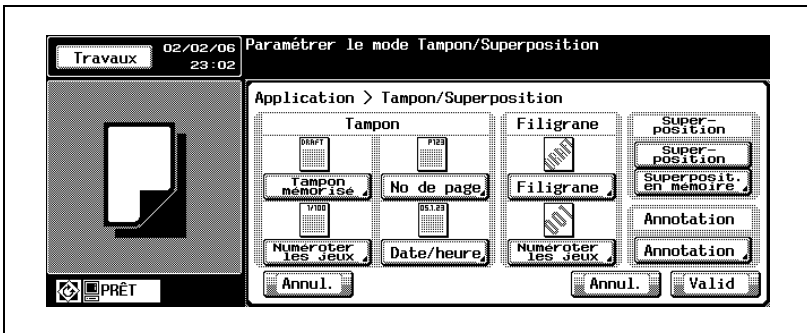 Travaux
02/02/06
23:02
Paramétrer le mode Tampon/Superposition
Application > Tampon/Superposition
Tampon
DRAFT
Tampon
mémorisé
P123
No de page
1/100
Numéroter
les jeux
05.1.23
Date/heure
Filigrane
DRAFT
Filigrane
001
Numéroter
les jeux
Super-
position
Super-
position
Superposit.
en mémoire
Annotation
Annotation
PRÊT
Annul.
Annul.
Valid